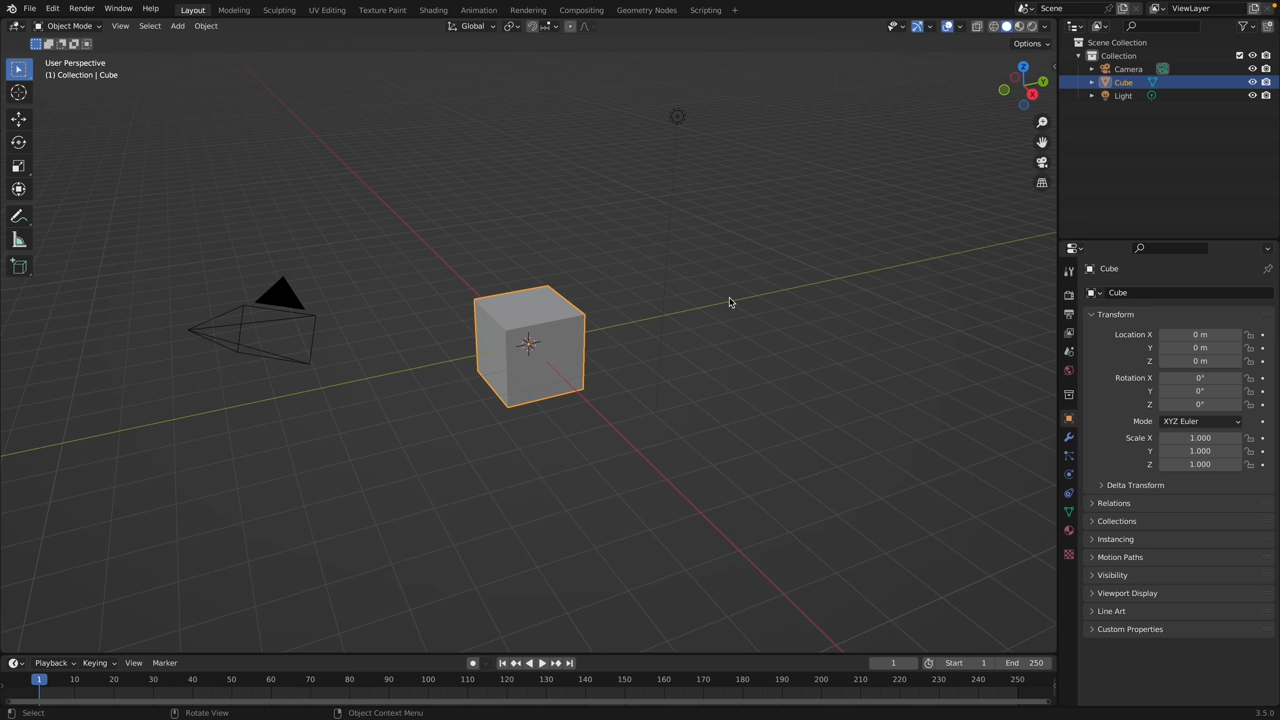 File Edit Render Window Help Layout Modeling Sculpting UV Editing Texture Paint Shading Animation Rendering Compositing Geometry Nodes Scripting + Scene ViewLayer
Object Mode View Select Add Object Global
Options
User Perspective
(1) Collection | Cube
Z
Y
X
Scene Collection
Collection
Camera
Cube
Light
Cube
Cube
Transform
Location X 0 m
Y 0 m
Z 0 m
Rotation X 0°
Y 0°
Z 0°
Mode XYZ Euler
Scale X 1.000
Y 1.000
Z 1.000
Delta Transform
Relations
Collections
Instancing
Motion Paths
Visibility
Viewport Display
Line Art
Custom Properties
Playback Keying View Marker 1 Start 1 End 250
1 10 20 30 40 50 60 70 80 90 100 110 120 130 140 150 160 170 180 190 200 210 220 230 240 250
Select Rotate View Object Context Menu 3.5.0